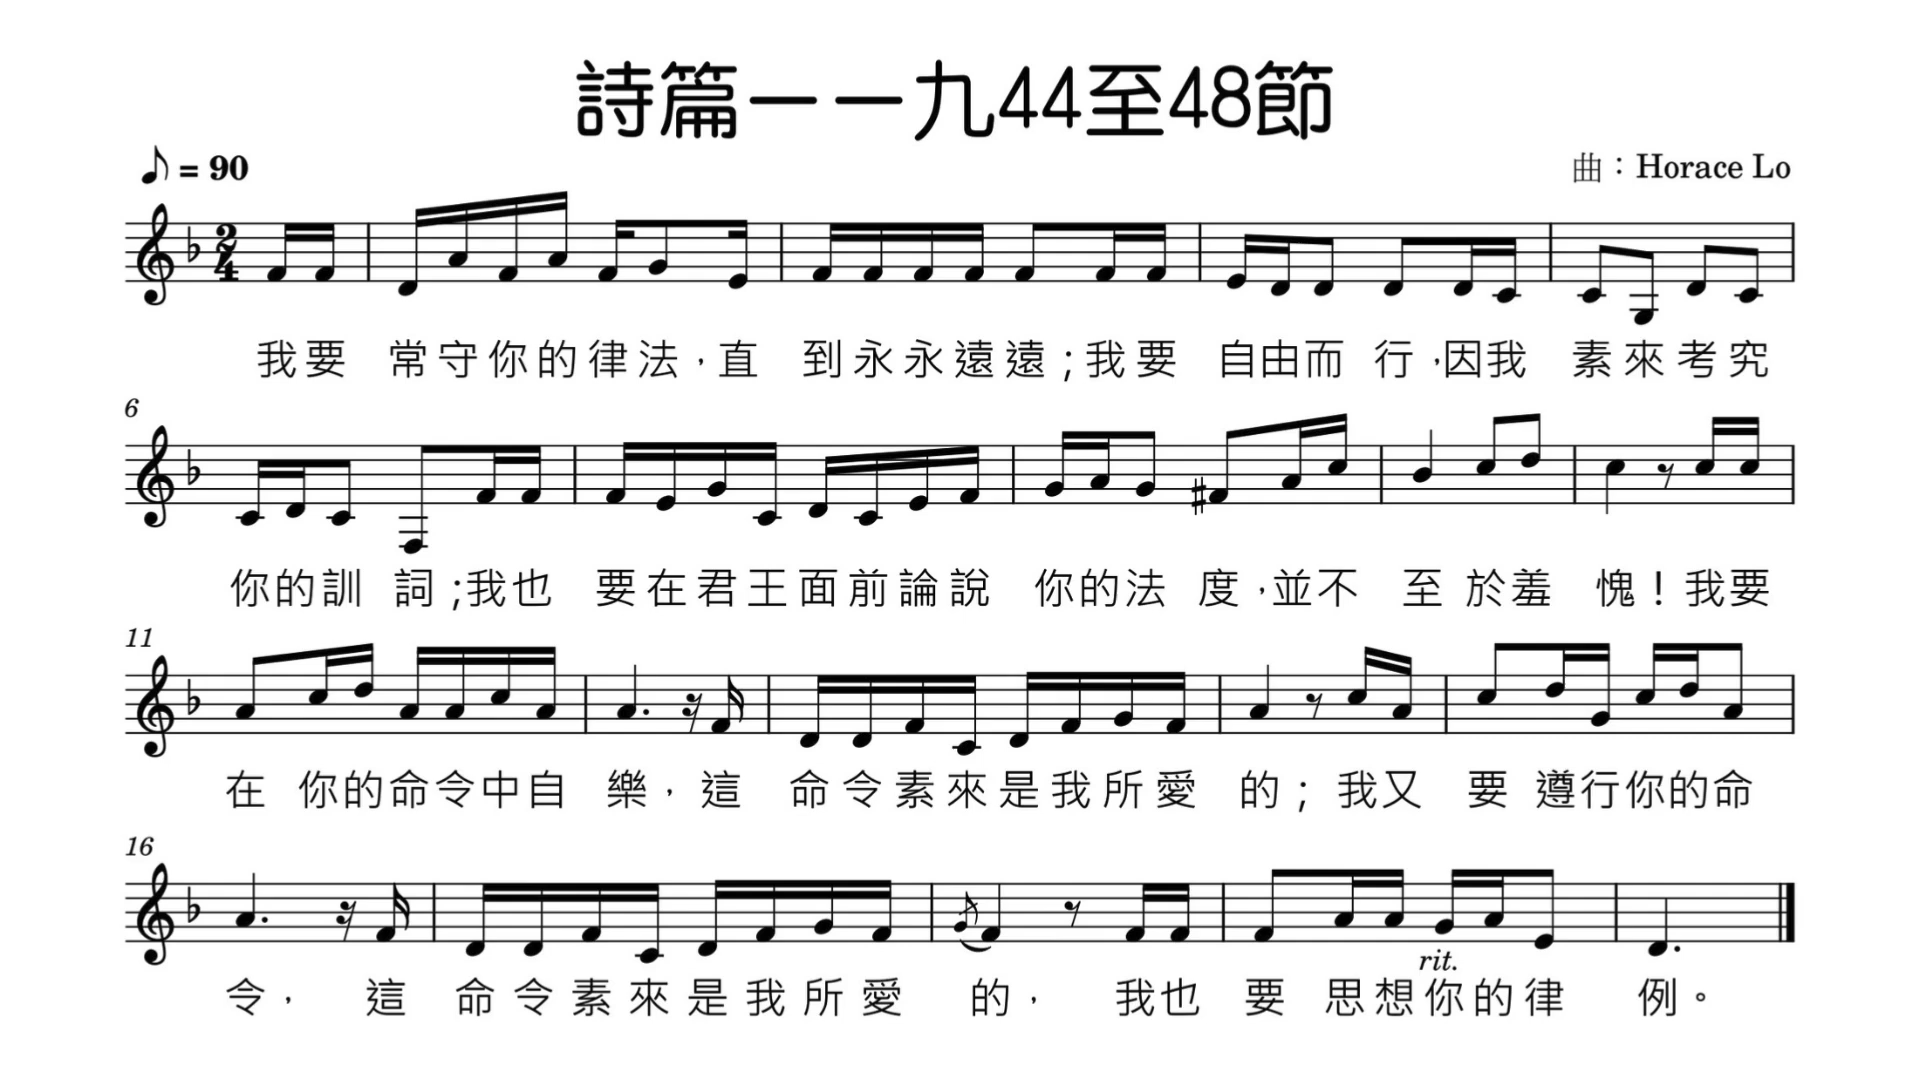 詩篇一一九44至48節
♪ = 90
曲：Horace Lo
2 4
我要 常守你的律法，直 到永永遠遠；我要 自由而行，因我 素來考究
6
你的訓詞；我也 要在君王面前論說 你的法度，並不 至於羞 愧！我要
11
在你的命令中自 樂，這 命令素來是我所愛 的；我又 要遵行你的命
16
rit.
令，這 命令素來是我所愛 的，我也 要思想你的律 例。